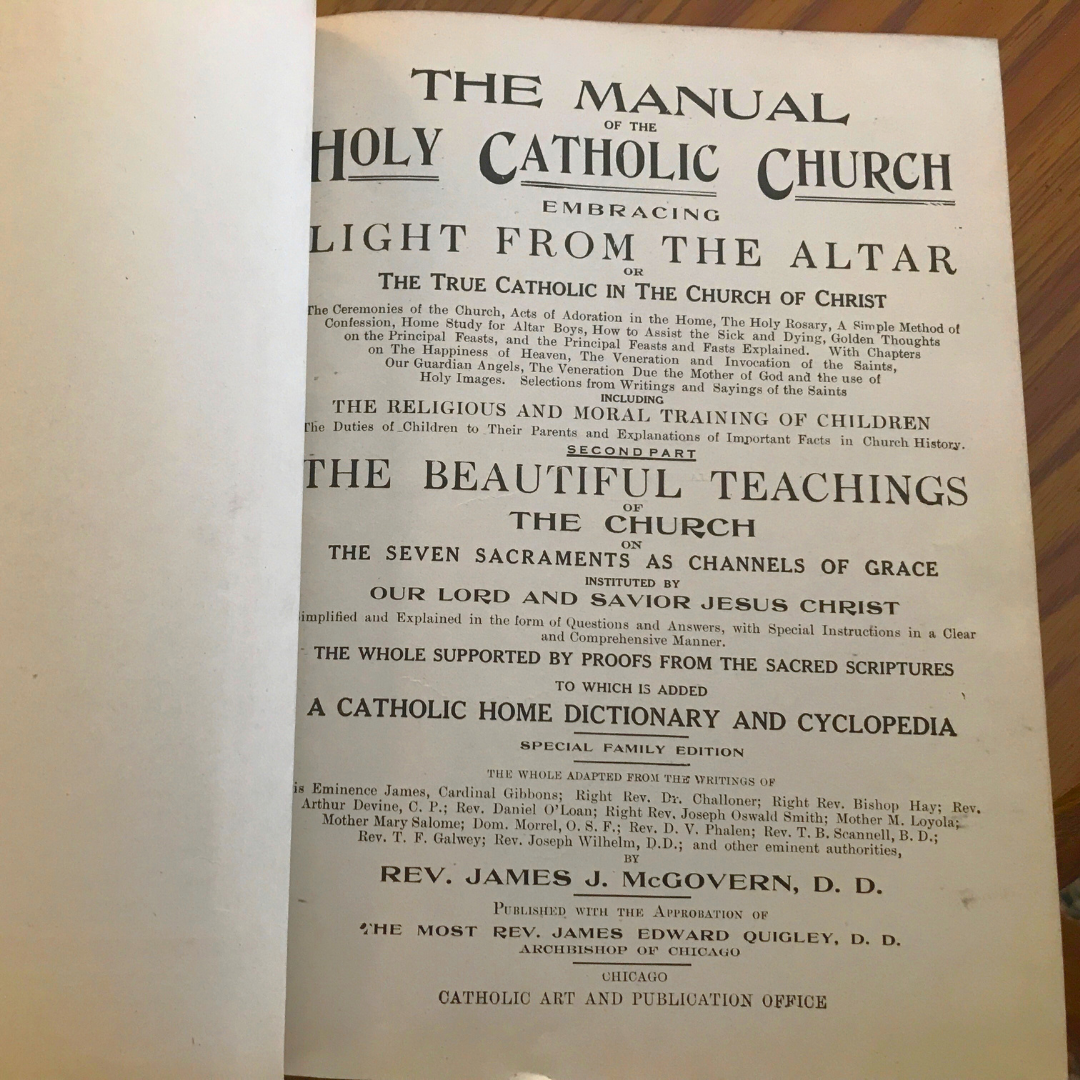 THE MANUAL
OF THE
HOLY CATHOLIC CHURCH
EMBRACING
LIGHT FROM THE ALTAR
OR
THE TRUE CATHOLIC IN THE CHURCH OF CHRIST
The Ceremonies of the Church, Acts of Adoration in the Home, The Holy Rosary, A Simple Method of
Confession, Home Study for Altar Boys, How to Assist the Sick and Dying, Golden Thoughts
on the Principal Feasts, and the Principal Feasts and Fasts Explained. With Chapters
on The Happiness of Heaven, The Veneration and Invocation of the Saints,
Our Guardian Angels, The Veneration Due the Mother of God and the use of
Holy Images. Selections from Writings and Sayings of the Saints
INCLUDING
THE RELIGIOUS AND MORAL TRAINING OF CHILDREN
The Duties of Children to Their Parents and Explanations of Important Facts in Church History.
SECOND PART
THE BEAUTIFUL TEACHINGS
OF
THE CHURCH
ON
THE SEVEN SACRAMENTS AS CHANNELS OF GRACE
INSTITUTED BY
OUR LORD AND SAVIOR JESUS CHRIST
implified and Explained in the form of Questions and Answers, with Special Instructions in a Clear
and Comprehensive Manner.
THE WHOLE SUPPORTED BY PROOFS FROM THE SACRED SCRIPTURES
TO WHICH IS ADDED
A CATHOLIC HOME DICTIONARY AND CYCLOPEDIA
SPECIAL FAMILY EDITION
THE WHOLE ADAPTED FROM THE WRITINGS OF
is Eminence James, Cardinal Gibbons; Right Rev. Dr. Challoner; Right Rev. Bishop Hay; Rev.
Arthur Devine, C. P.; Rev. Daniel O'Loan; Right Rev. Joseph Oswald Smith; Mother M. Loyola;
Mother Mary Salome; Dom. Morrel, O. S. F.; Rev. D. V. Phalen; Rev. T. B. Scannell, B. D.;
Rev. T. F. Galwey; Rev. Joseph Wilhelm, D.D.; and other eminent authorities,
BY
REV. JAMES J. McGOVERN, D. D.
PUBLISHED WITH THE APPROBATION OF
THE MOST REV. JAMES EDWARD QUIGLEY, D. D.
ARCHBISHOP OF CHICAGO
CHICAGO
CATHOLIC ART AND PUBLICATION OFFICE